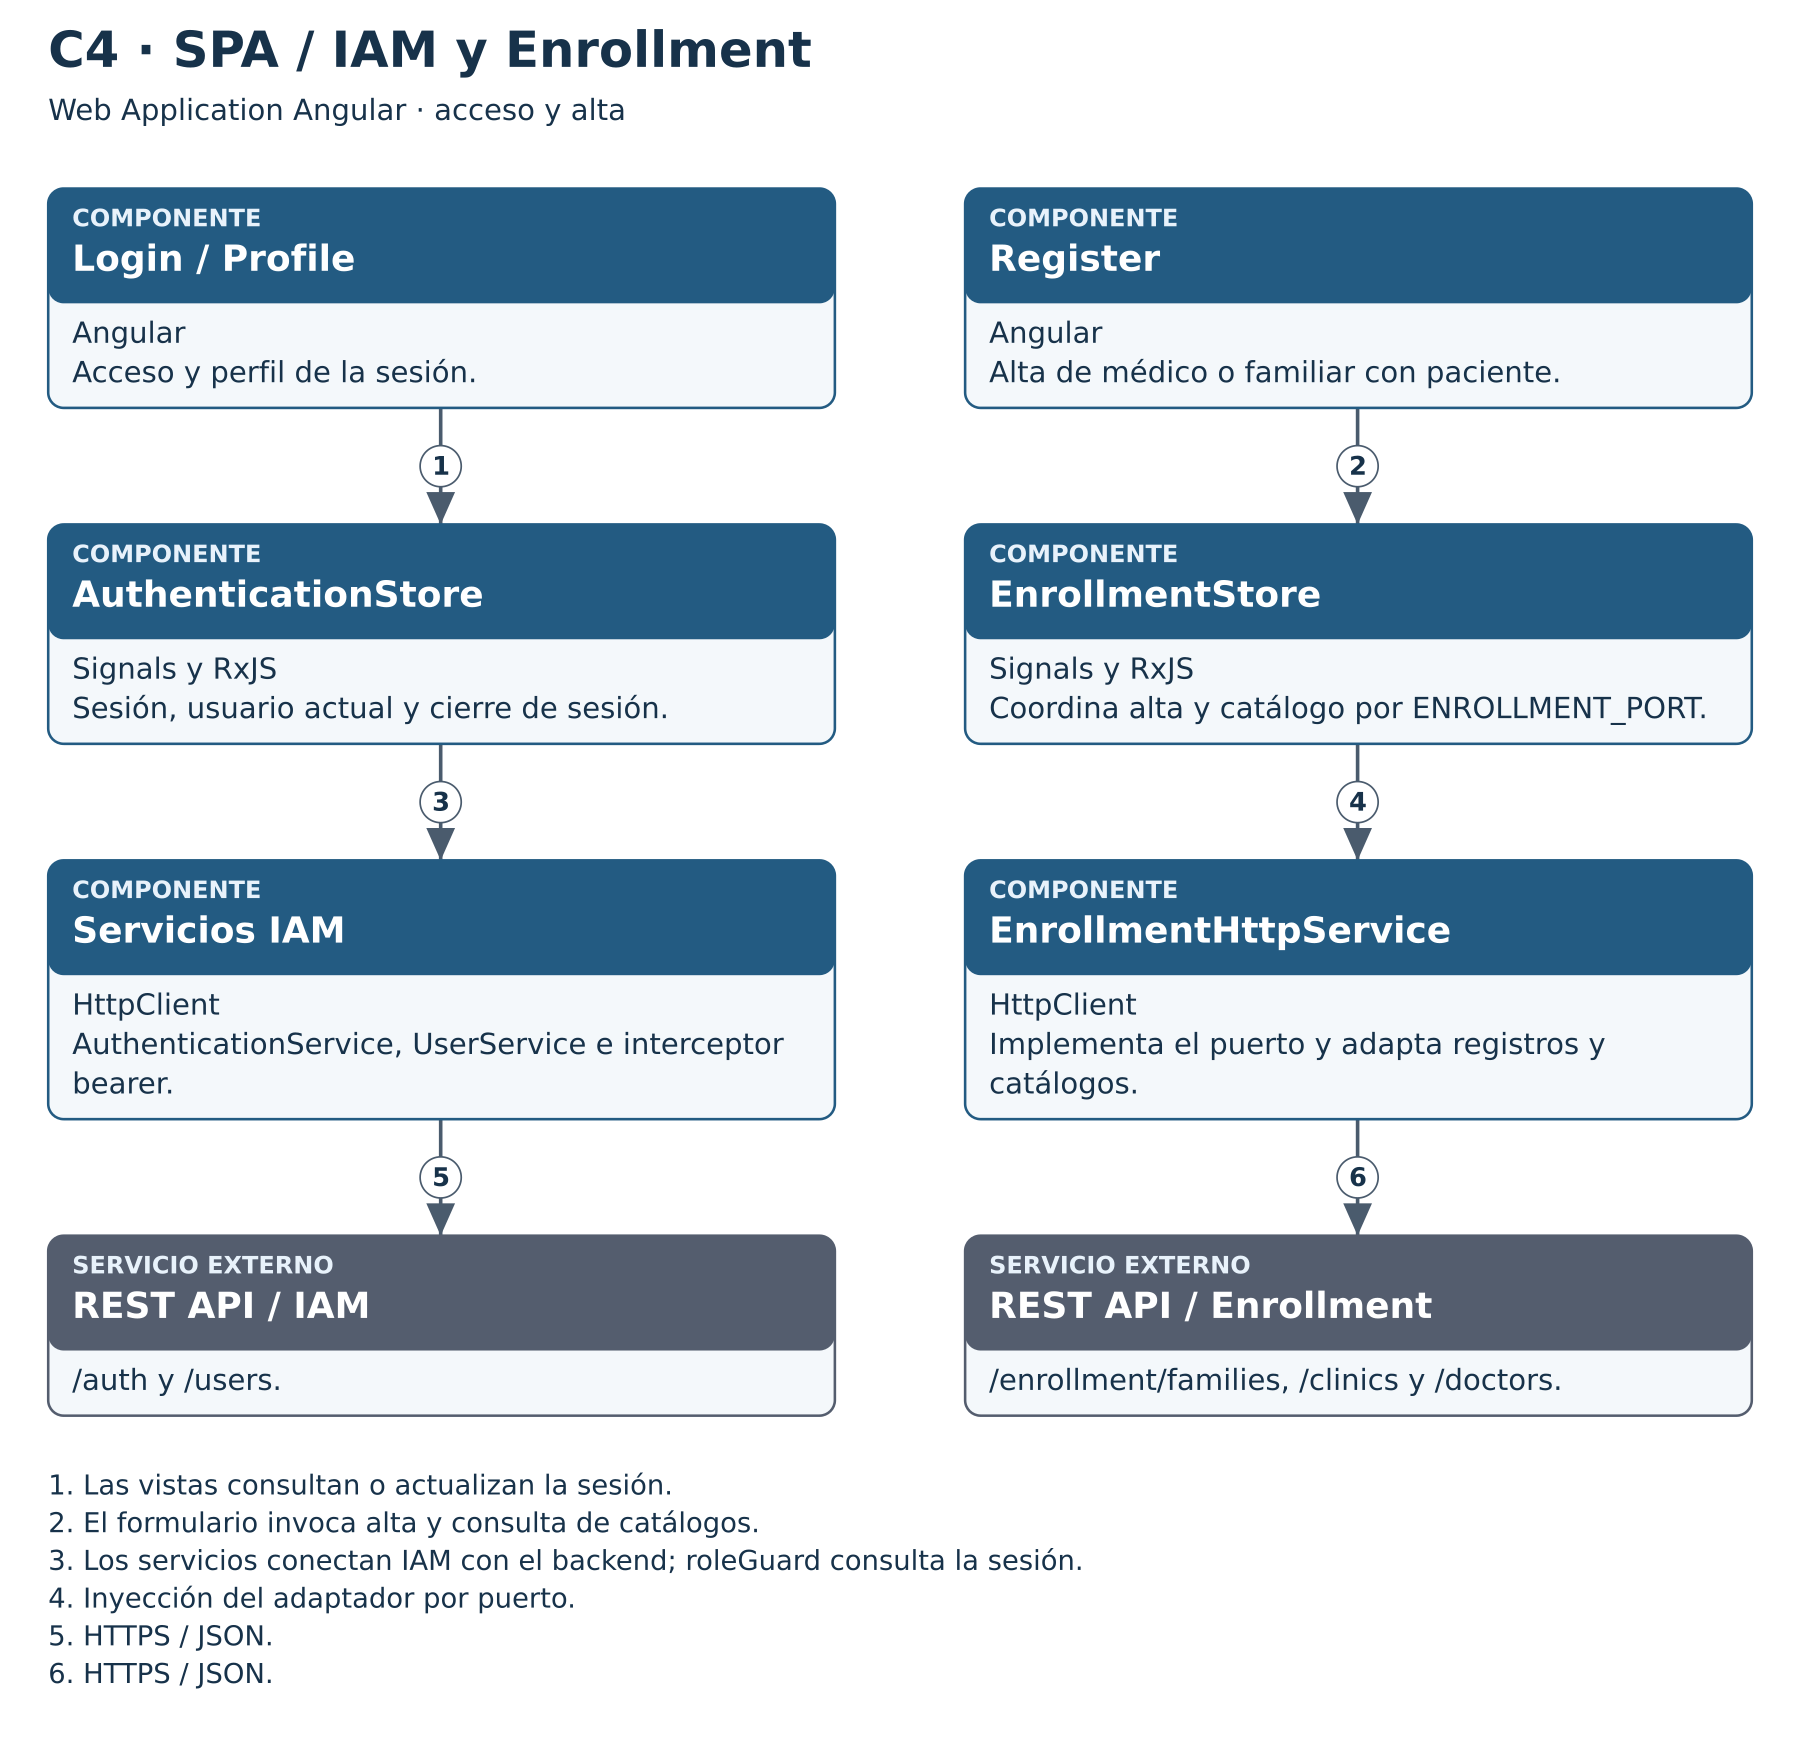 C4 · SPA / IAM y Enrollment
Web Application Angular · acceso y alta
COMPONENTE
Login / Profile
Angular
Acceso y perfil de la sesión.
COMPONENTE
Register
Angular
Alta de médico o familiar con paciente.
1
2
COMPONENTE
AuthenticationStore
Signals y RxJS
Sesión, usuario actual y cierre de sesión.
COMPONENTE
EnrollmentStore
Signals y RxJS
Coordina alta y catálogo por ENROLLMENT_PORT.
3
4
COMPONENTE
Servicios IAM
HttpClient
AuthenticationService, UserService e interceptor
bearer.
COMPONENTE
EnrollmentHttpService
HttpClient
Implementa el puerto y adapta registros y
catálogos.
5
6
SERVICIO EXTERNO
REST API / IAM
/auth y /users.
SERVICIO EXTERNO
REST API / Enrollment
/enrollment/families, /clinics y /doctors.
1. Las vistas consultan o actualizan la sesión.
2. El formulario invoca alta y consulta de catálogos.
3. Los servicios conectan IAM con el backend; roleGuard consulta la sesión.
4. Inyección del adaptador por puerto.
5. HTTPS / JSON.
6. HTTPS / JSON.